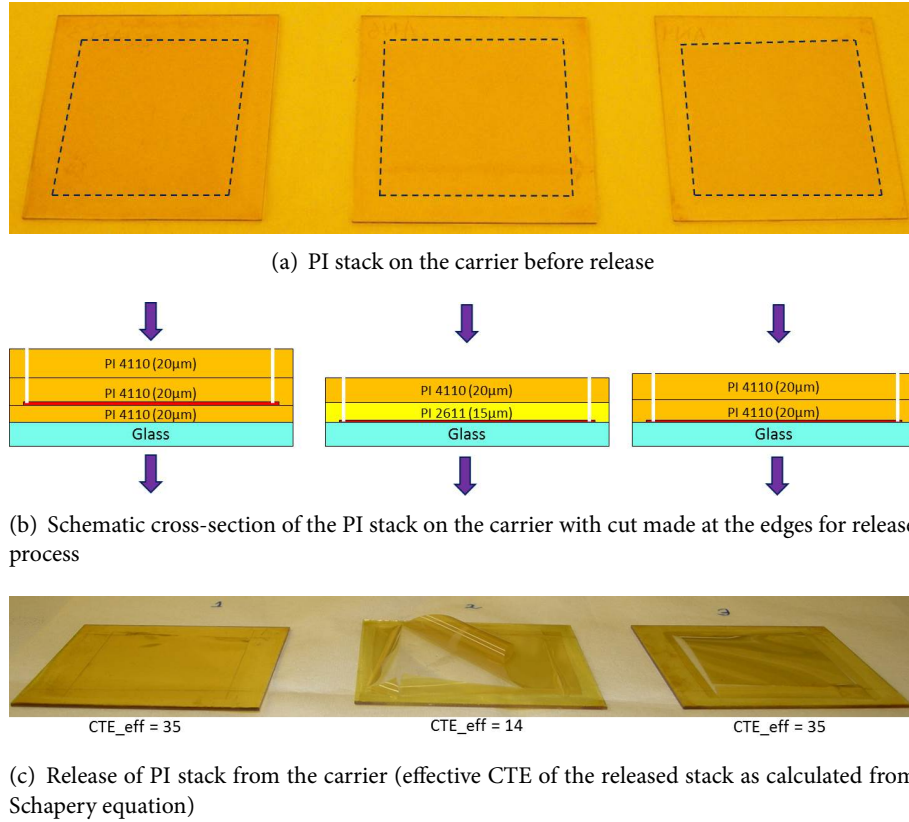 (a) PI stack on the carrier before release
PI 4110 (20µm)
PI 4110 (20µm)
PI 4110 (20µm)
Glass
PI 4110 (20µm)
PI 2611 (15µm)
Glass
PI 4110 (20µm)
PI 4110 (20µm)
Glass
(b) Schematic cross-section of the PI stack on the carrier with cut made at the edges for release
process
1
2
3
CTE_eff = 35
CTE_eff = 14
CTE_eff = 35
(c) Release of PI stack from the carrier (effective CTE of the released stack as calculated from
Schapery equation)